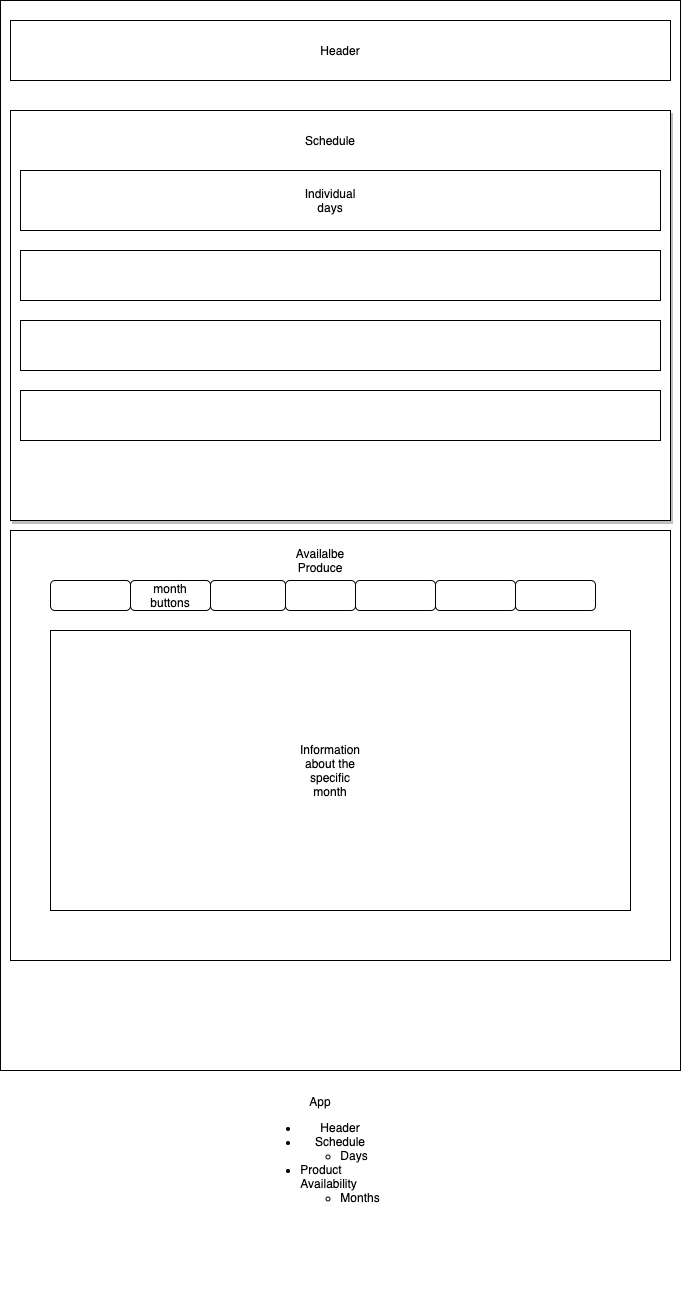 Header
Schedule
Individual
days
Availalbe
Produce
month
buttons
Information
about the
specific
month
App
Header
Schedule
Days
Product
Availability
Months